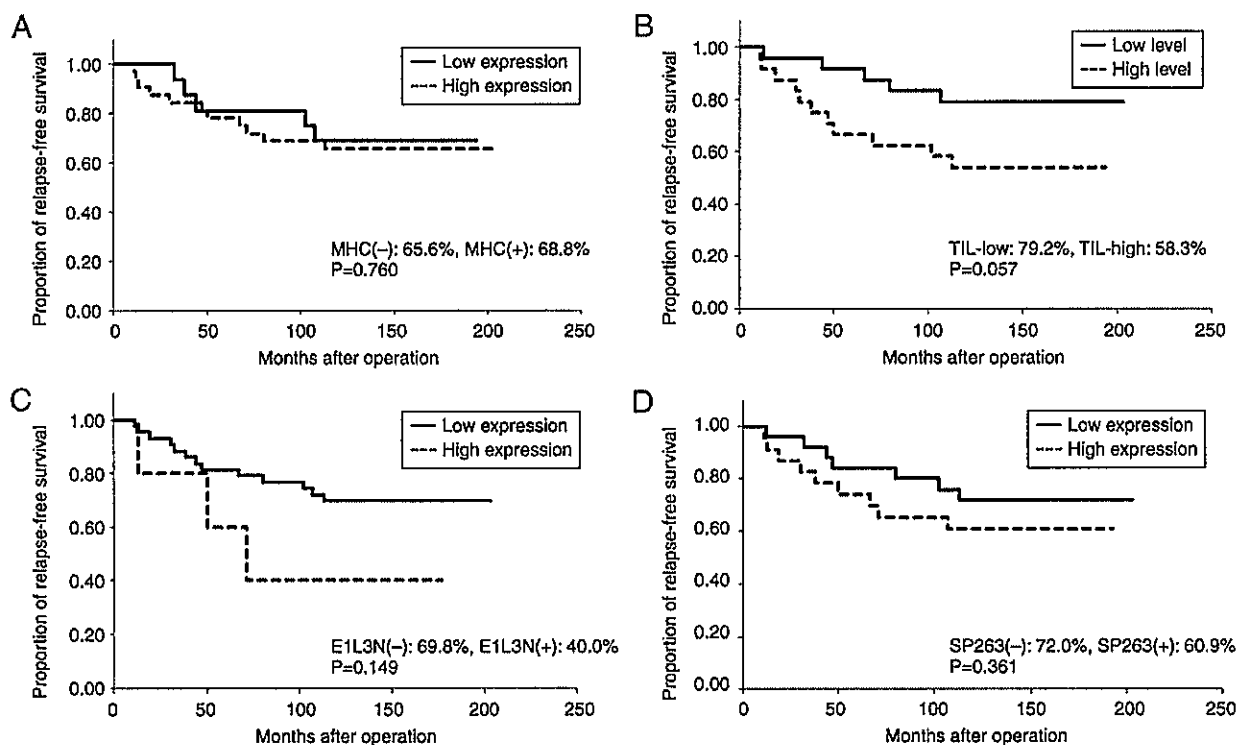 A
Proportion of relapse-free survival
1.00
0.80
0.60
0.40
0.20
0.00
Low expression
High expression
MHC(–): 65.6%, MHC(+): 68.8%
P=0.760
0 50 100 150 200 250
Months after operation
B
Proportion of relapse-free survival
1.00
0.80
0.60
0.40
0.20
0.00
Low level
High level
TIL-low: 79.2%, TIL-high: 58.3%
P=0.057
0 50 100 150 200 250
Months after operation
C
Proportion of relapse-free survival
1.00
0.80
0.60
0.40
0.20
0.00
Low expression
High expression
E1L3N(–): 69.8%, E1L3N(+): 40.0%
P=0.149
0 50 100 150 200 250
Months after operation
D
Proportion of relapse-free survival
1.00
0.80
0.60
0.40
0.20
0.00
Low expression
High expression
SP263(–): 72.0%, SP263(+): 60.9%
P=0.361
0 50 100 150 200 250
Months after operation